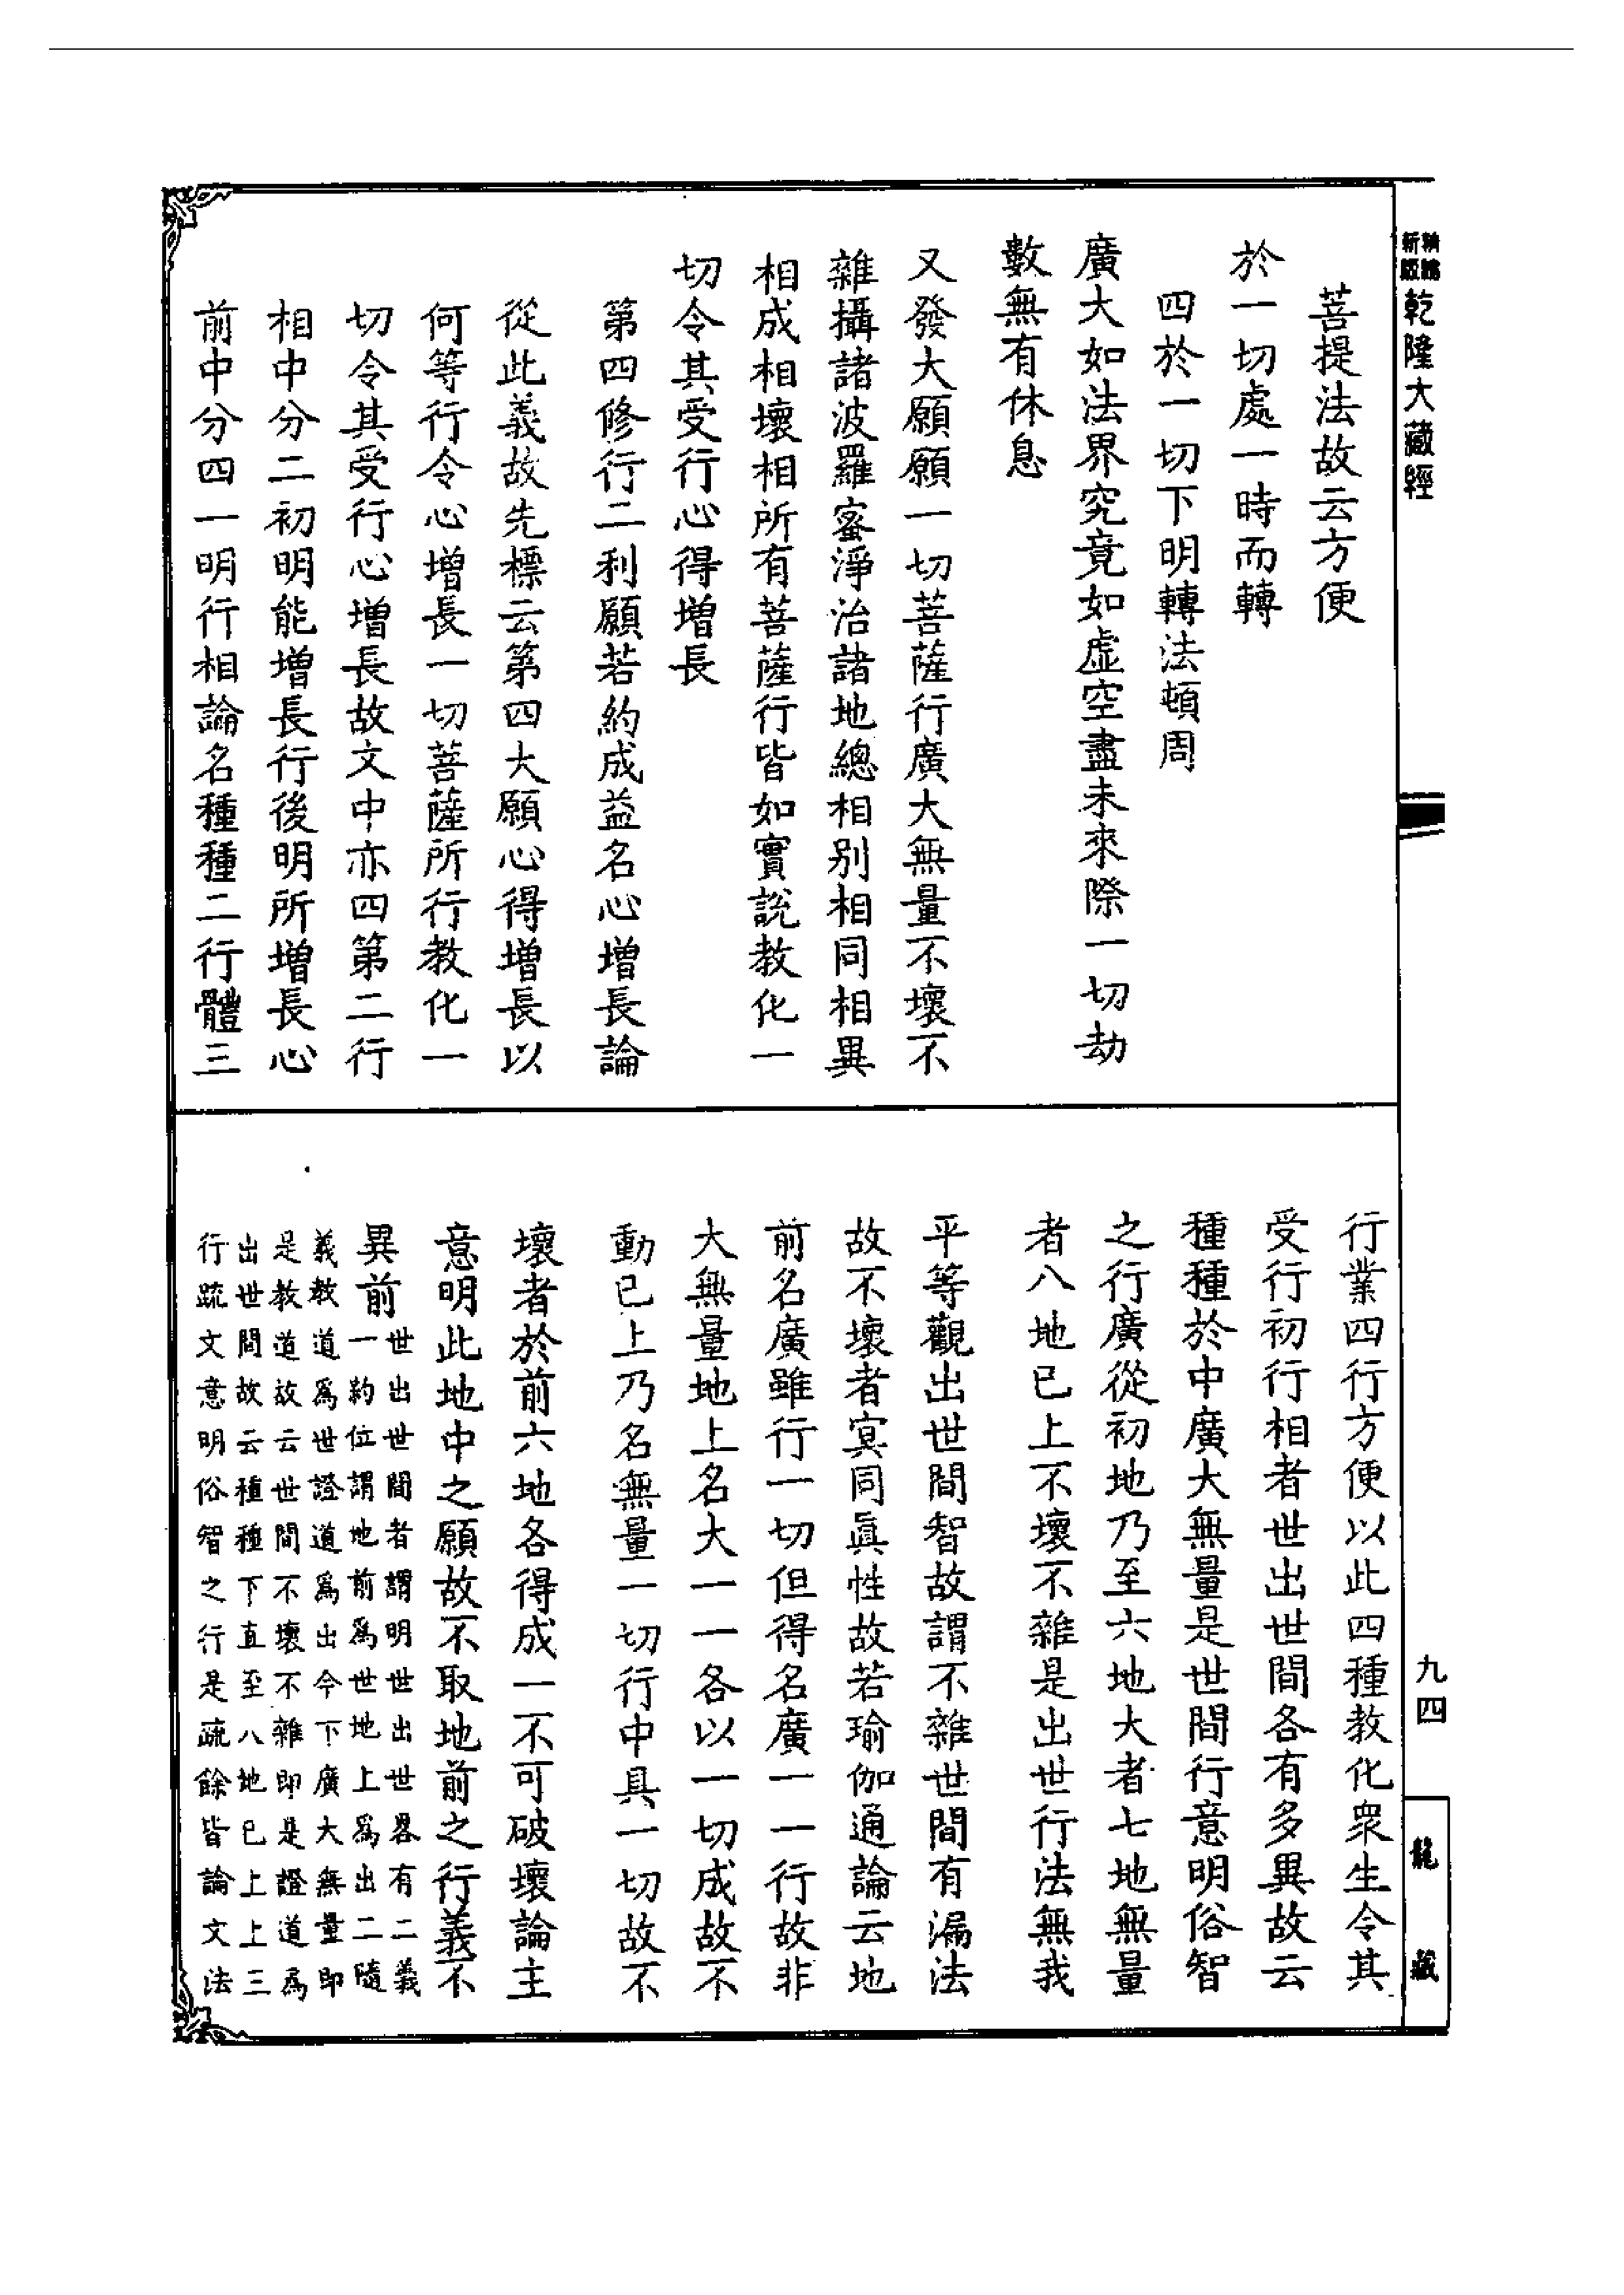 新版
乾隆大藏經
菩提法故云方便
於一切處一時而轉
四於一切下明轉法頓周
廣大如法界究竟如虛空盡未來際一切劫
數無有休息
又發大願願一切菩薩行廣大無量不壞不
雜攝諸波羅蜜淨治諸地總相別相同相異
相成相壞相所有菩薩行皆如實說教化一
切令其受行心得增長
第四修行二利願若約成益名心增長論
從此義故先標云第四大願心得增長以
何等行令心增長一切菩薩所行教化一
切令其受行心增長故文中亦四第二行
相中分二初明能增長行後明所增長心
前中分四一明行相論名種種二行體三
行業四行方便以此四種教化衆生令其
受行初行相者世出世間各有多異故云
種種於中廣大無量是世間行意明俗智
之行廣從初地乃至六地大者七地無量
者八地已上不壞不雜是出世行法無我
平等觀出世間智故謂不雜世間有漏法
故不壞者冥同眞性故若瑜伽通論云地
前名廣雖行一切但得名廣一一行故非
大無量地上名大一一各以一切成故不
動已上乃名無量一切行中具一切故不
壞者於前六地各得成一不可破壞論主
意明此地中之願故不取地前之行義不
異前
世出世間者謂明世出世畧有二義
一約位謂地前爲世地上爲出二隨
義教道爲世證道爲出今下廣大無量即
是教道故云世間不壞不雜即是證道爲
出世間故云種種下直至八地已上上三
行疏文意明俗智之行是疏餘皆論文法
九四
龍藏